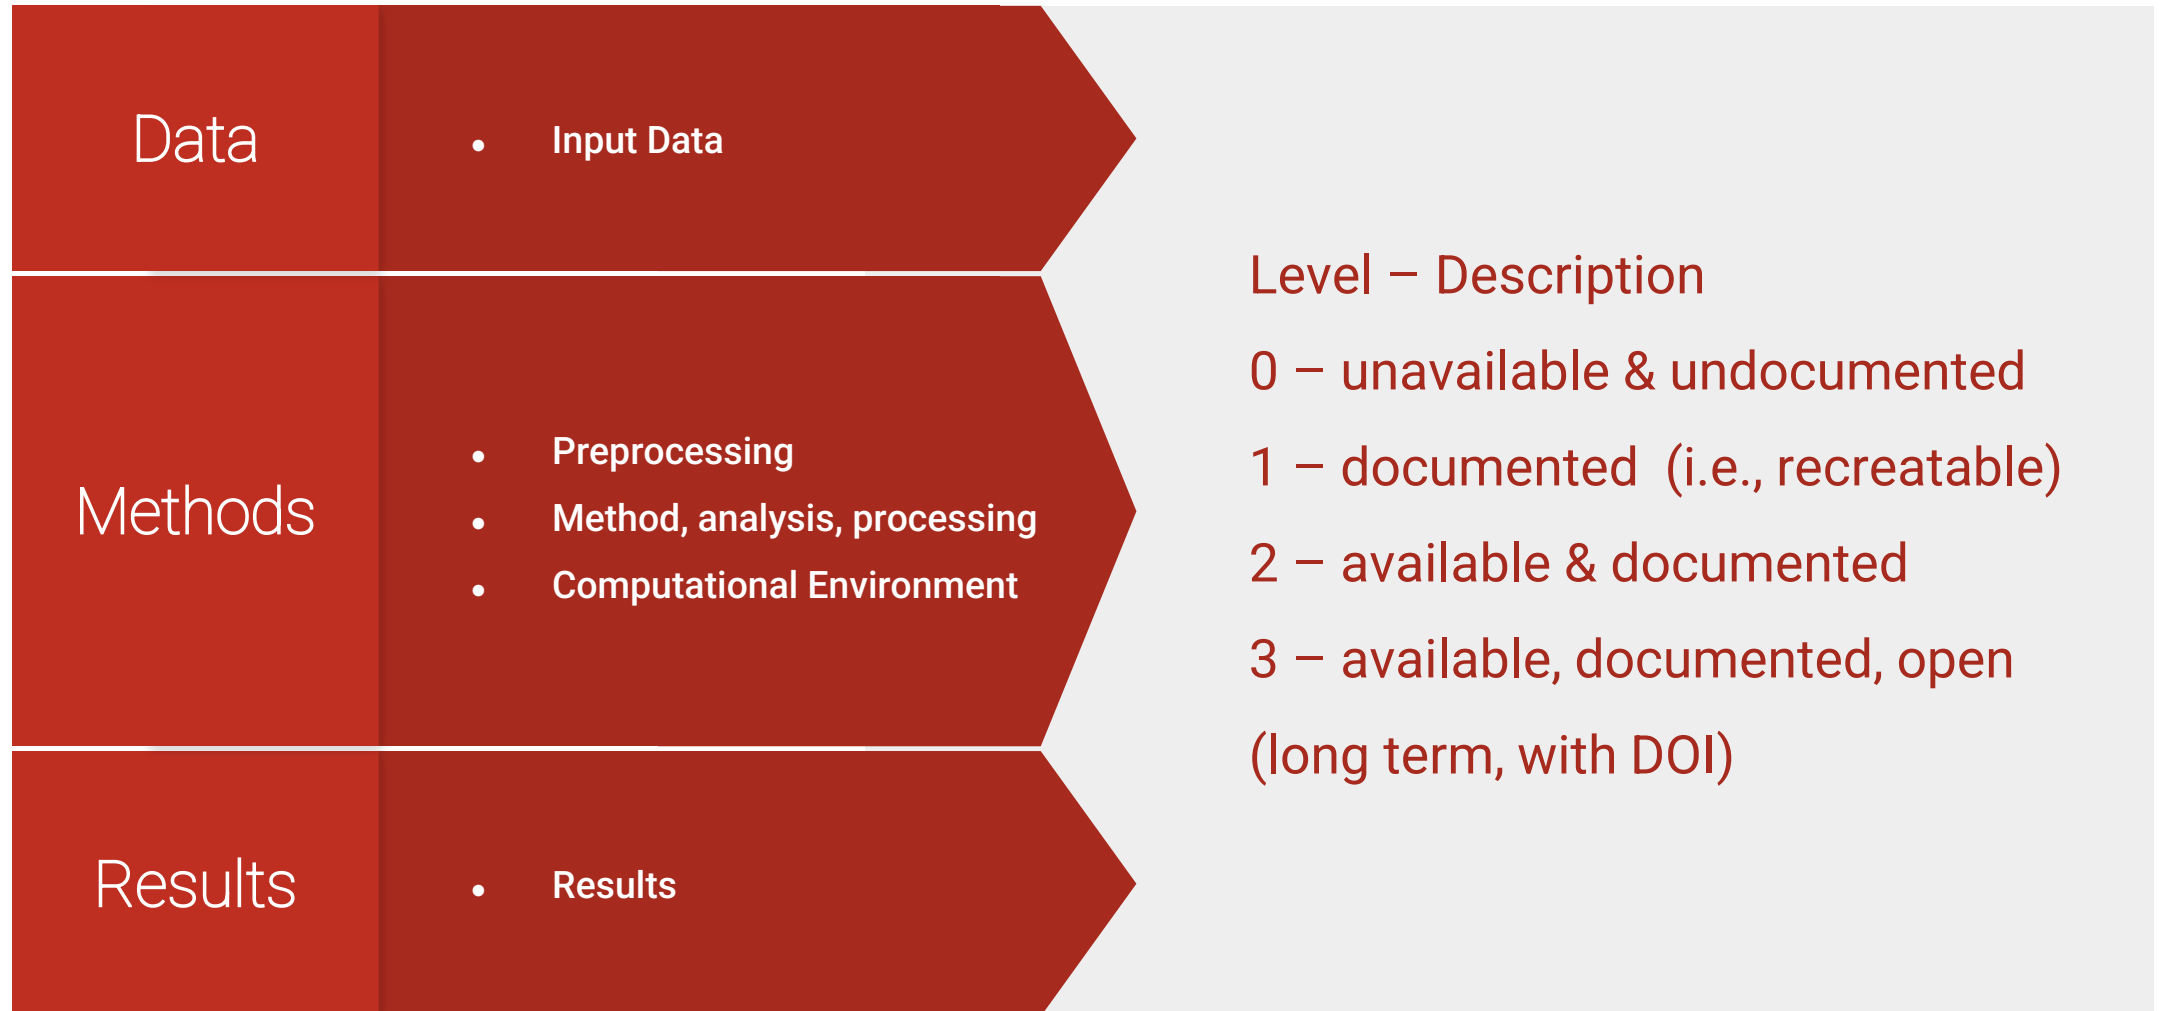 Data
• Input Data
Methods
• Preprocessing
• Method, analysis, processing
• Computational Environment
Results
• Results
Level – Description
0 – unavailable & undocumented
1 – documented (i.e., recreatable)
2 – available & documented
3 – available, documented, open
(long term, with DOI)